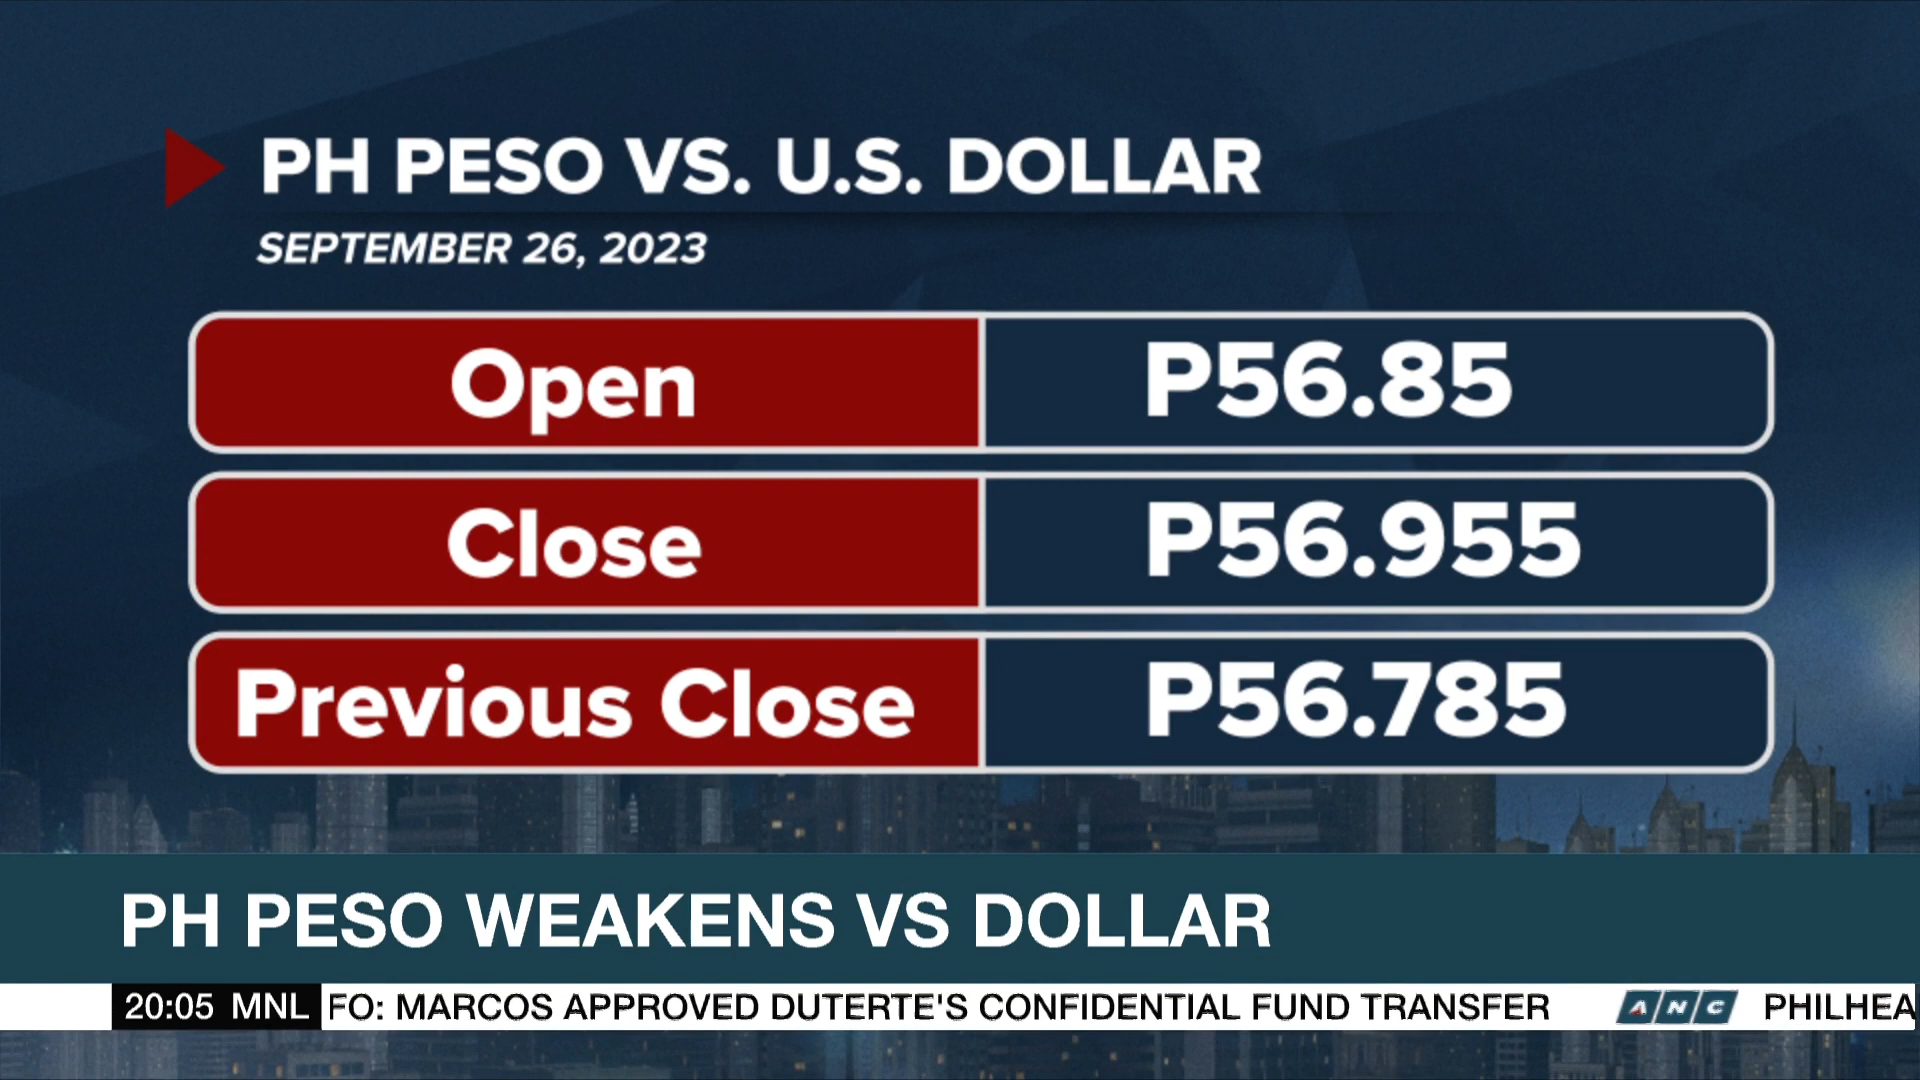 PH PESO VS. U.S. DOLLAR
SEPTEMBER 26, 2023
Open P56.85
Close P56.955
Previous Close P56.785
PH PESO WEAKENS VS DOLLAR
20:05 MNL FO: MARCOS APPROVED DUTERTE'S CONFIDENTIAL FUND TRANSFER ANC PHILHEA